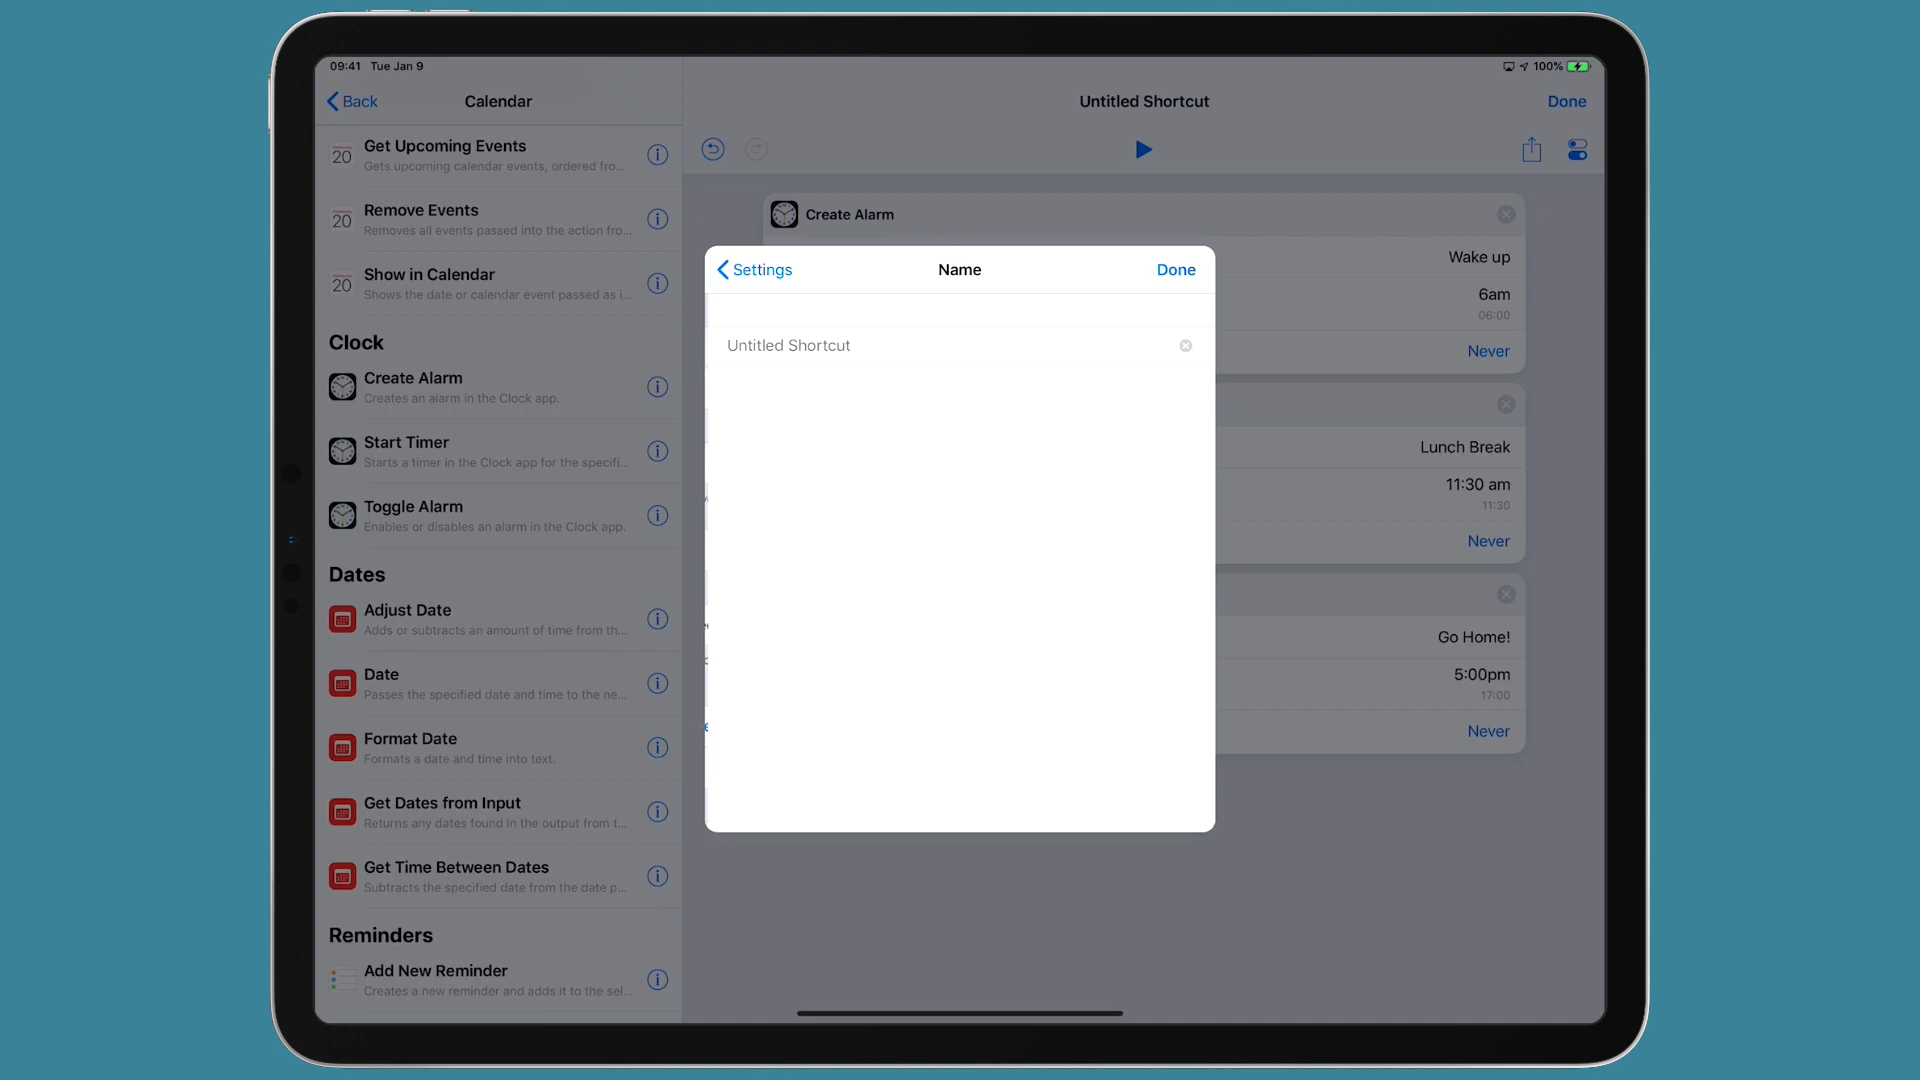 09:41 Tue Jan 9
100%
Back
Calendar
Untitled Shortcut
Done
20
Get Upcoming Events
Gets upcoming calendar events, ordered fro...
20
Remove Events
Removes all events passed into the action fro...
20
Show in Calendar
Shows the date or calendar event passed as i...
Clock
Create Alarm
Creates an alarm in the Clock app.
Start Timer
Starts a timer in the Clock app for the specifi...
Toggle Alarm
Enables or disables an alarm in the Clock app.
Dates
Adjust Date
Adds or subtracts an amount of time from th...
Date
Passes the specified date and time to the ne...
Format Date
Formats a date and time into text.
Get Dates from Input
Returns any dates found in the output from t...
Get Time Between Dates
Subtracts the specified date from the date p...
Reminders
Add New Reminder
Creates a new reminder and adds it to the sel...
Create Alarm
Wake up
6am
06:00
Never
Lunch Break
11:30 am
11:30
Never
Go Home!
5:00pm
17:00
Never
Settings
Name
Done
Untitled Shortcut